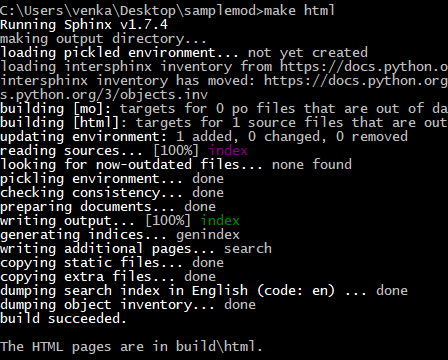 C:\Users\venka\Desktop\samplemod>make html
Running Sphinx v1.7.4
making output directory...
loading pickled environment... not yet created
loading intersphinx inventory from https://docs.python.o
intersphinx inventory has moved: https://docs.python.org
s.python.org/3/objects.inv
building [mo]: targets for 0 po files that are out of da
building [html]: targets for 1 source files that are out
updating environment: 1 added, 0 changed, 0 removed
reading sources... [100%] index
looking for now-outdated files... none found
pickling environment... done
checking consistency... done
preparing documents... done
writing output... [100%] index
generating indices... genindex
writing additional pages... search
copying static files... done
copying extra files... done
dumping search index in English (code: en) ... done
dumping object inventory... done
build succeeded.
The HTML pages are in build\html.